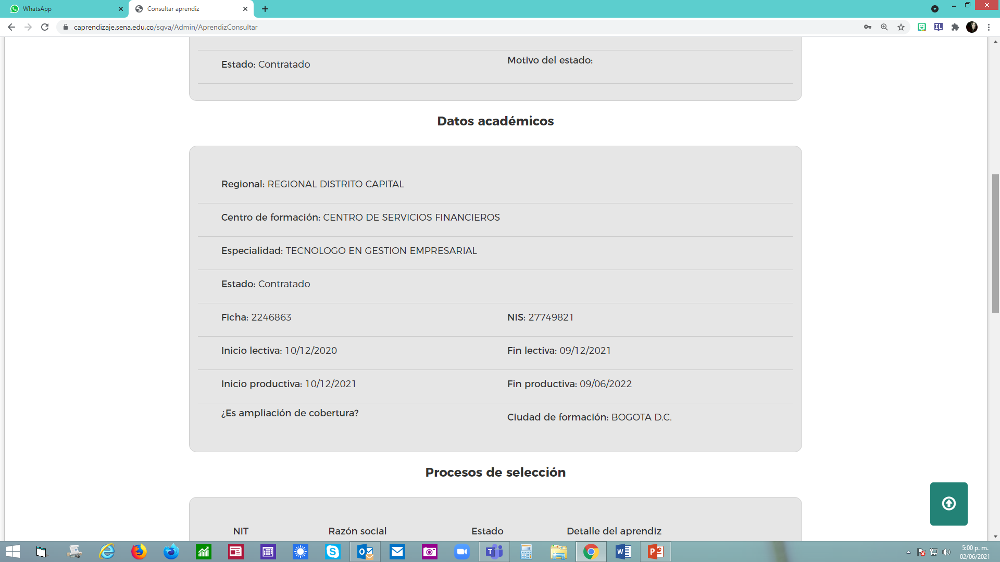 WhatsApp
Consultar aprendiz
caprendizaje.sena.edu.co/sgva/Admin/AprendizConsultar
Estado: Contratado
Motivo del estado:
Datos académicos
Regional: REGIONAL DISTRITO CAPITAL
Centro de formación: CENTRO DE SERVICIOS FINANCIEROS
Especialidad: TECNOLOGO EN GESTION EMPRESARIAL
Estado: Contratado
Ficha: 2246863
NIS: 27749821
Inicio lectiva: 10/12/2020
Fin lectiva: 09/12/2021
Inicio productiva: 10/12/2021
Fin productiva: 09/06/2022
¿Es ampliación de cobertura?
Ciudad de formación: BOGOTA D.C.
Procesos de selección
NIT
Razón social
Estado
Detalle del aprendiz
5:00 p. m.
02/06/2021